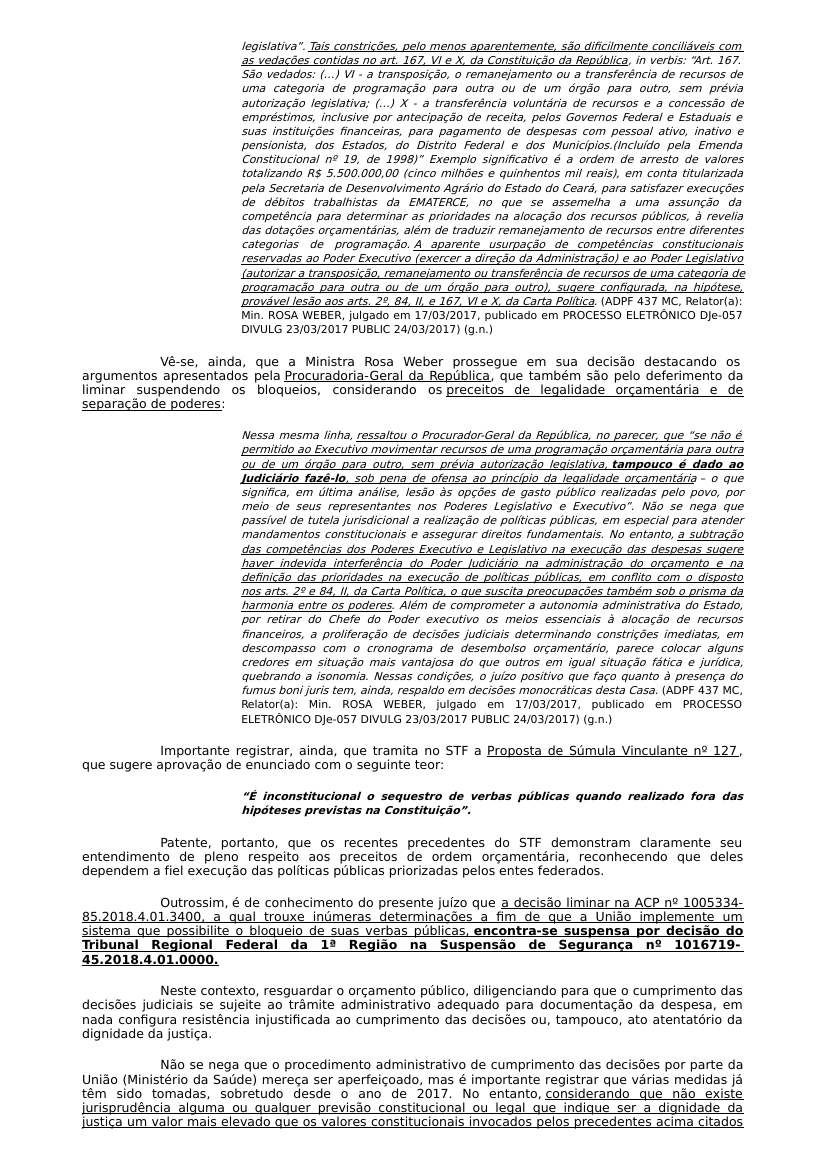 legislativa”. Tais constrições, pelo menos aparentemente, são dificilmente conciliáveis com
as vedações contidas no art. 167, VI e X, da Constituição da República, in verbis: “Art. 167.
São vedados: (...) VI - a transposição, o remanejamento ou a transferência de recursos de
uma categoria de programação para outra ou de um órgão para outro, sem prévia
autorização legislativa; (...) X - a transferência voluntária de recursos e a concessão de
empréstimos, inclusive por antecipação de receita, pelos Governos Federal e Estaduais e
suas instituições financeiras, para pagamento de despesas com pessoal ativo, inativo e
pensionista, dos Estados, do Distrito Federal e dos Municípios.(Incluído pela Emenda
Constitucional nº 19, de 1998)” Exemplo significativo é a ordem de arresto de valores
totalizando R$ 5.500.000,00 (cinco milhões e quinhentos mil reais), em conta titularizada
pela Secretaria de Desenvolvimento Agrário do Estado do Ceará, para satisfazer execuções
de débitos trabalhistas da EMATERCE, no que se assemelha a uma assunção da
competência para determinar as prioridades na alocação dos recursos públicos, à revelia
das dotações orçamentárias, além de traduzir remanejamento de recursos entre diferentes
categorias de programação. A aparente usurpação de competências constitucionais
reservadas ao Poder Executivo (exercer a direção da Administração) e ao Poder Legislativo
(autorizar a transposição, remanejamento ou transferência de recursos de uma categoria de
programação para outra ou de um órgão para outro), sugere configurada, na hipótese,
provável lesão aos arts. 2º, 84, II, e 167, VI e X, da Carta Política. (ADPF 437 MC, Relator(a):
Min. ROSA WEBER, julgado em 17/03/2017, publicado em PROCESSO ELETRÔNICO DJe-057
DIVULG 23/03/2017 PUBLIC 24/03/2017) (g.n.)
Vê-se, ainda, que a Ministra Rosa Weber prossegue em sua decisão destacando os
argumentos apresentados pela Procuradoria-Geral da República, que também são pelo deferimento da
liminar suspendendo os bloqueios, considerando os preceitos de legalidade orçamentária e de
separação de poderes:
Nessa mesma linha, ressaltou o Procurador-Geral da República, no parecer, que “se não é
permitido ao Executivo movimentar recursos de uma programação orçamentária para outra
ou de um órgão para outro, sem prévia autorização legislativa, tampouco é dado ao
Judiciário fazê-lo, sob pena de ofensa ao princípio da legalidade orçamentária – o que
significa, em última análise, lesão às opções de gasto público realizadas pelo povo, por
meio de seus representantes nos Poderes Legislativo e Executivo”. Não se nega que
passível de tutela jurisdicional a realização de políticas públicas, em especial para atender
mandamentos constitucionais e assegurar direitos fundamentais. No entanto, a subtração
das competências dos Poderes Executivo e Legislativo na execução das despesas sugere
haver indevida interferência do Poder Judiciário na administração do orçamento e na
definição das prioridades na execução de políticas públicas, em conflito com o disposto
nos arts. 2º e 84, II, da Carta Política, o que suscita preocupações também sob o prisma da
harmonia entre os poderes. Além de comprometer a autonomia administrativa do Estado,
por retirar do Chefe do Poder executivo os meios essenciais à alocação de recursos
financeiros, a proliferação de decisões judiciais determinando constrições imediatas, em
descompasso com o cronograma de desembolso orçamentário, parece colocar alguns
credores em situação mais vantajosa do que outros em igual situação fática e jurídica,
quebrando a isonomia. Nessas condições, o juízo positivo que faço quanto à presença do
fumus boni juris tem, ainda, respaldo em decisões monocráticas desta Casa. (ADPF 437 MC,
Relator(a): Min. ROSA WEBER, julgado em 17/03/2017, publicado em PROCESSO
ELETRÔNICO DJe-057 DIVULG 23/03/2017 PUBLIC 24/03/2017) (g.n.)
Importante registrar, ainda, que tramita no STF a Proposta de Súmula Vinculante nº 127,
que sugere aprovação de enunciado com o seguinte teor:
“É inconstitucional o sequestro de verbas públicas quando realizado fora das
hipóteses previstas na Constituição”.
Patente, portanto, que os recentes precedentes do STF demonstram claramente seu
entendimento de pleno respeito aos preceitos de ordem orçamentária, reconhecendo que deles
dependem a fiel execução das políticas públicas priorizadas pelos entes federados.
Outrossim, é de conhecimento do presente juízo que a decisão liminar na ACP nº 1005334-
85.2018.4.01.3400, a qual trouxe inúmeras determinações a fim de que a União implemente um
sistema que possibilite o bloqueio de suas verbas públicas, encontra-se suspensa por decisão do
Tribunal Regional Federal da 1ª Região na Suspensão de Segurança nº 1016719-
45.2018.4.01.0000.
Neste contexto, resguardar o orçamento público, diligenciando para que o cumprimento das
decisões judiciais se sujeite ao trâmite administrativo adequado para documentação da despesa, em
nada configura resistência injustificada ao cumprimento das decisões ou, tampouco, ato atentatório da
dignidade da justiça.
Não se nega que o procedimento administrativo de cumprimento das decisões por parte da
União (Ministério da Saúde) mereça ser aperfeiçoado, mas é importante registrar que várias medidas já
têm sido tomadas, sobretudo desde o ano de 2017. No entanto, considerando que não existe
jurisprudência alguma ou qualquer previsão constitucional ou legal que indique ser a dignidade da
justiça um valor mais elevado que os valores constitucionais invocados pelos precedentes acima citados